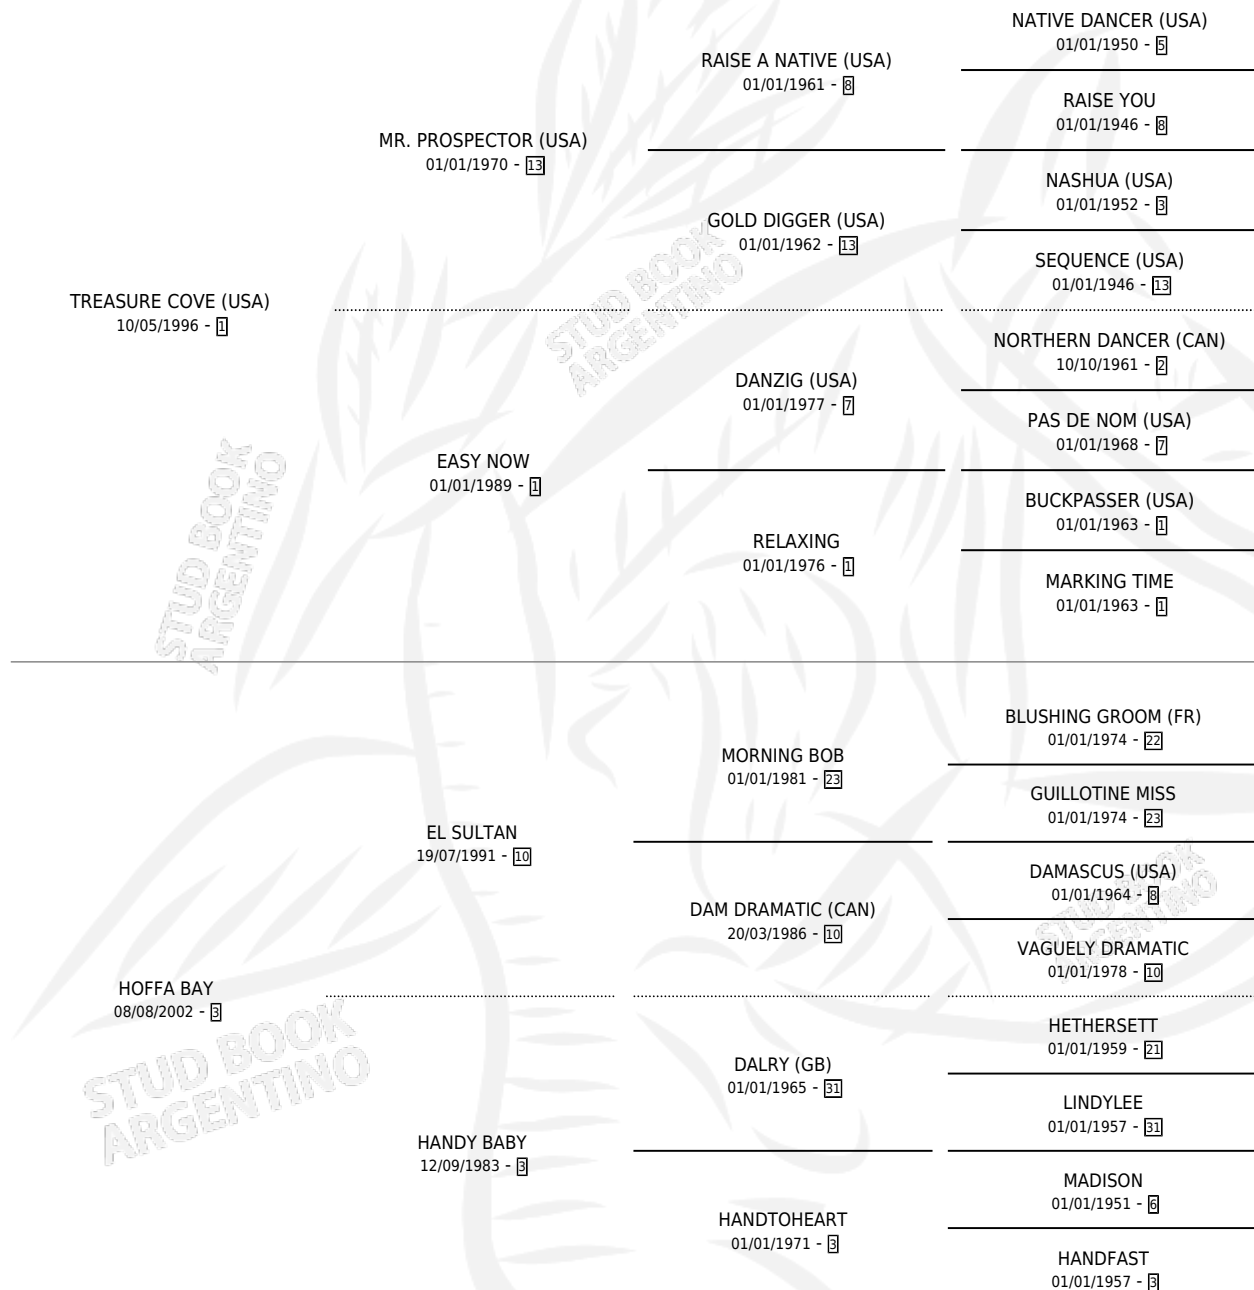 NATIVE DANCER (USA)
01/01/1950 - 5
RAISE A NATIVE (USA)
01/01/1961 - 8
RAISE YOU
01/01/1946 - 8
MR. PROSPECTOR (USA)
01/01/1970 - 13
NASHUA (USA)
01/01/1952 - 3
GOLD DIGGER (USA)
01/01/1962 - 13
SEQUENCE (USA)
01/01/1946 - 13
TREASURE COVE (USA)
10/05/1996 - 1
NORTHERN DANCER (CAN)
10/10/1961 - 2
DANZIG (USA)
01/01/1977 - 7
PAS DE NOM (USA)
01/01/1968 - 7
EASY NOW
01/01/1989 - 1
BUCKPASSER (USA)
01/01/1963 - 1
RELAXING
01/01/1976 - 1
MARKING TIME
01/01/1963 - 1
STUD BOOK
ARGENTINO
STUD BOOK
ARGENTINO
BLUSHING GROOM (FR)
01/01/1974 - 22
MORNING BOB
01/01/1981 - 23
GUILLOTINE MISS
01/01/1974 - 23
EL SULTAN
19/07/1991 - 10
DAMASCUS (USA)
01/01/1964 - 8
DAM DRAMATIC (CAN)
20/03/1986 - 10
VAGUELY DRAMATIC
01/01/1978 - 10
HOFFA BAY
08/08/2002 - 3
HETHERSETT
01/01/1959 - 21
DALRY (GB)
01/01/1965 - 31
LINDYLEE
01/01/1957 - 31
HANDY BABY
12/09/1983 - 3
MADISON
01/01/1951 - 6
HANDTOHEART
01/01/1971 - 3
HANDFAST
01/01/1957 - 3
STUD BOOK
ARGENTINO
STUD BOOK
ARGENTINO